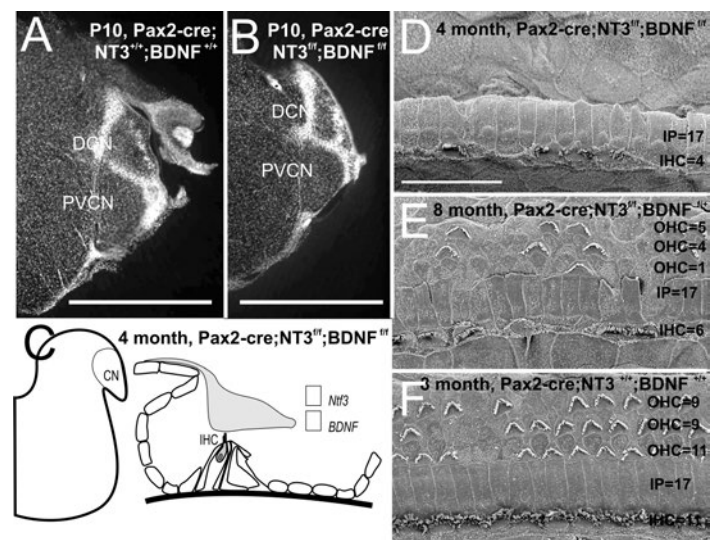 A
P10, Pax2-cre;
NT3+/+;BDNF+/+
DCN
PVCN
B
P10, Pax2-cre
NT3f/f;BDNF f/f
DCN
PVCN
C
4 month, Pax2-cre;NT3f/f;BDNF f/f
CN
IHC
Ntf3
BDNF
D
4 month, Pax2-cre;NT3f/f;BDNF f/f
IP=17
IHC=4
E
8 month, Pax2-cre;NT3f/f;BDNF f/+
OHC=5
OHC=4
OHC=1
IP=17
IHC=6
F
3 month, Pax2-cre;NT3 +/+;BDNF +/+
OHC=9
OHC=9
OHC=11
IP=17
IHC=11